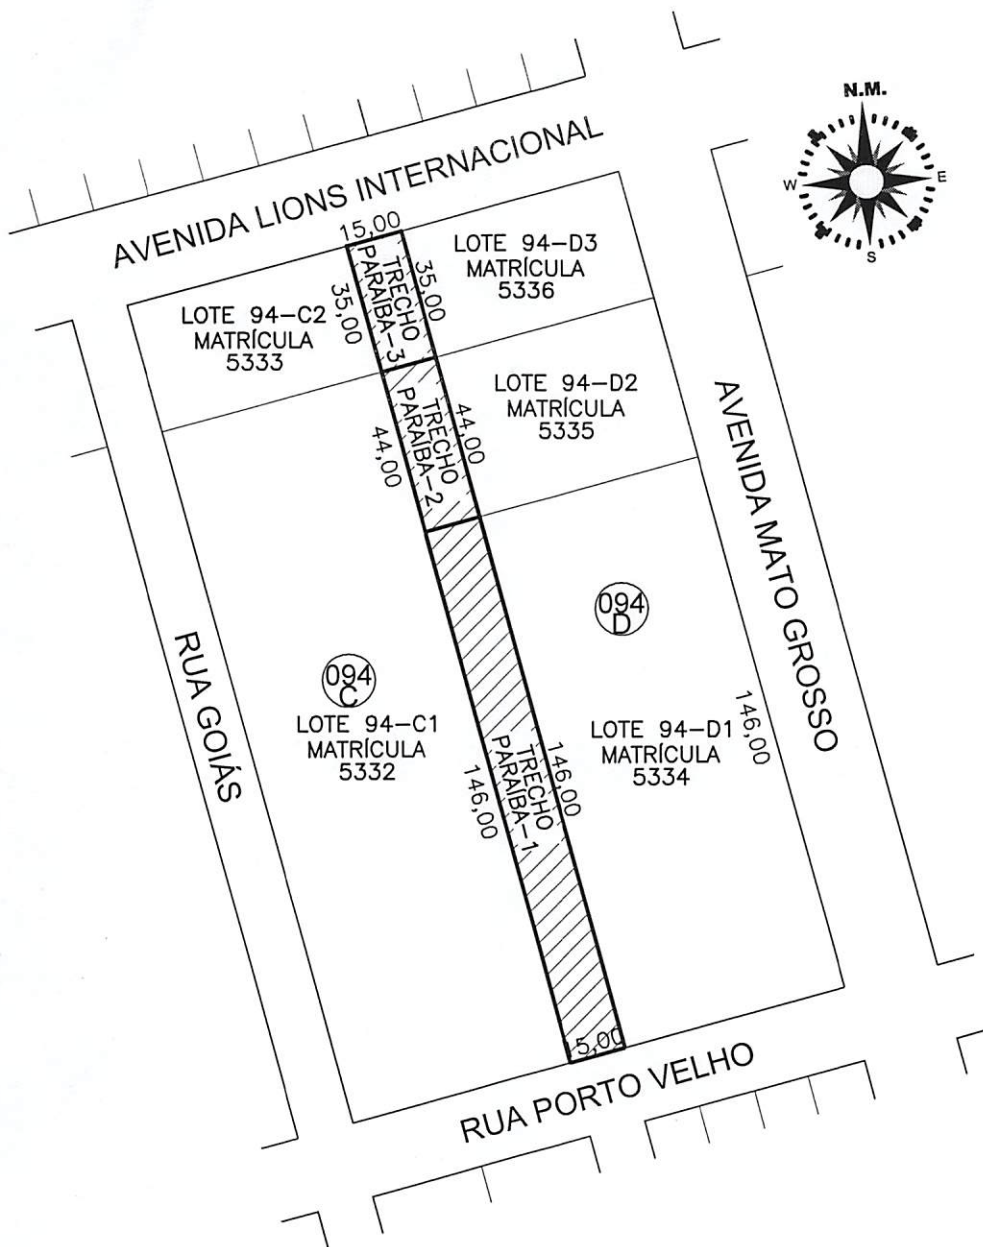 N.M.
W
E
S
AVENIDA LIONS INTERNACIONAL
15,00
LOTE 94-D3
MATRÍCULA
5336
TRECHO
PARAÍBA-3
35,00
35,00
LOTE 94-C2
MATRÍCULA
5333
LOTE 94-D2
MATRÍCULA
5335
TRECHO
PARAÍBA-2
44,00
44,00
AVENIDA MATO GROSSO
094
D
RUA GOIÁS
094
C
LOTE 94-C1
MATRÍCULA
5332
LOTE 94-D1
MATRÍCULA
5334
146,00
TRECHO
PARAÍBA-1
146,00
146,00
15,00
RUA PORTO VELHO